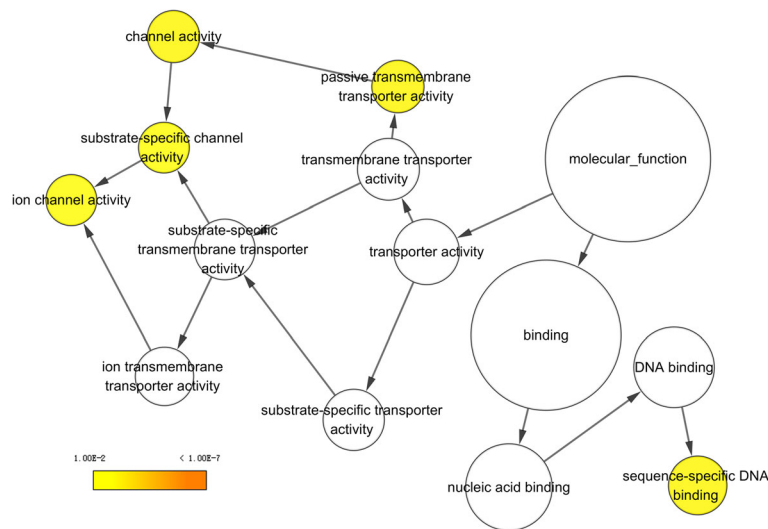 channel activity
passive transmembrane
transporter activity
substrate-specific channel
activity
transmembrane transporter
activity
molecular_function
ion channel activity
substrate-specific
transmembrane transporter
activity
transporter activity
binding
ion transmembrane
transporter activity
DNA binding
substrate-specific transporter
activity
1.00E-2 < 1.00E-7
nucleic acid binding
sequence-specific DNA
binding